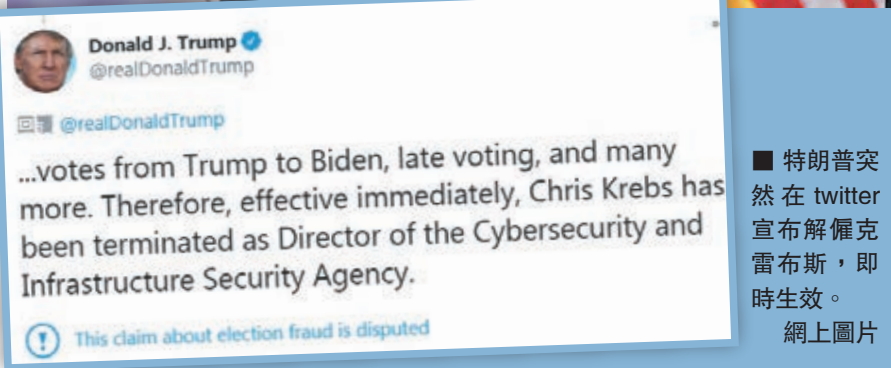 Donald J. Trump
@realDonaldTrump
回覆 @realDonaldTrump
...votes from Trump to Biden, late voting, and many
more. Therefore, effective immediately, Chris Krebs has
been terminated as Director of the Cybersecurity and
Infrastructure Security Agency.
This claim about election fraud is disputed
■ 特朗普突
然在 twitter
宣布解僱克
雷布斯，即
時生效。
網上圖片